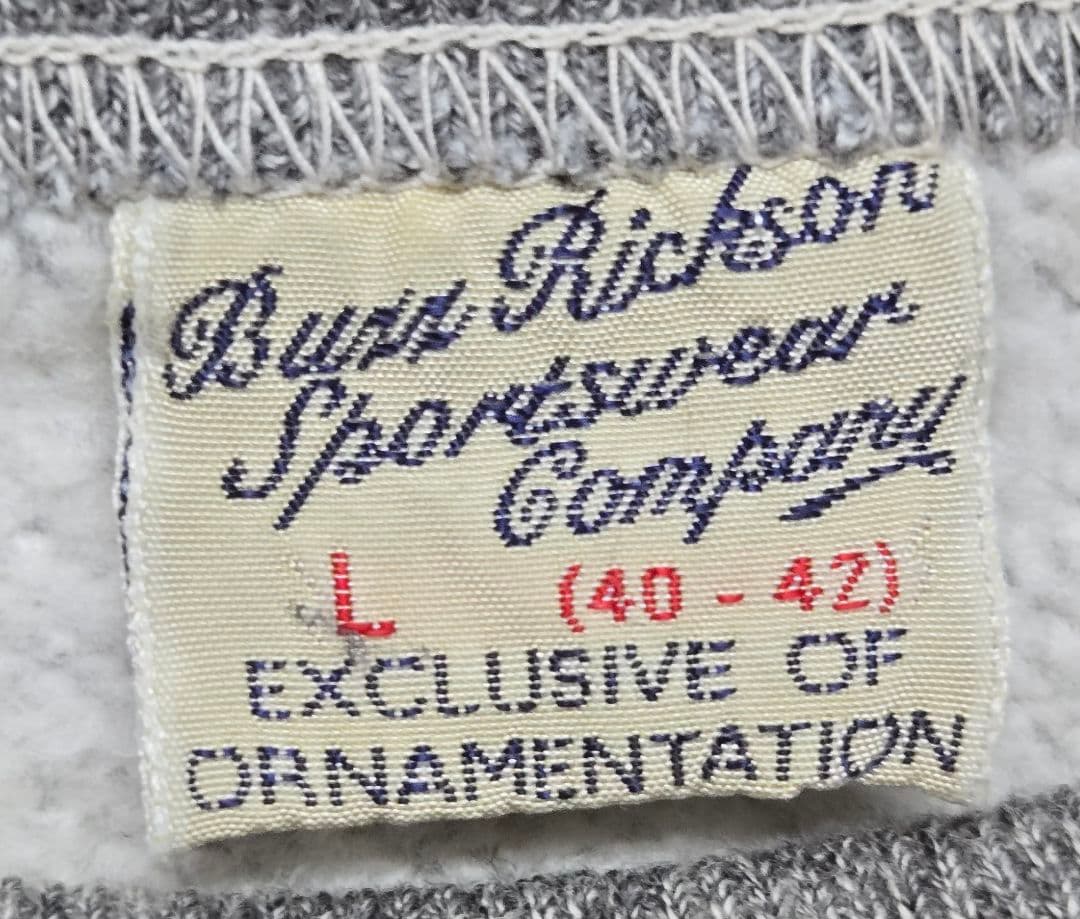 Buzz Rickson
Sportswear
Company
L (40 - 42)
EXCLUSIVE OF
ORNAMENTATION